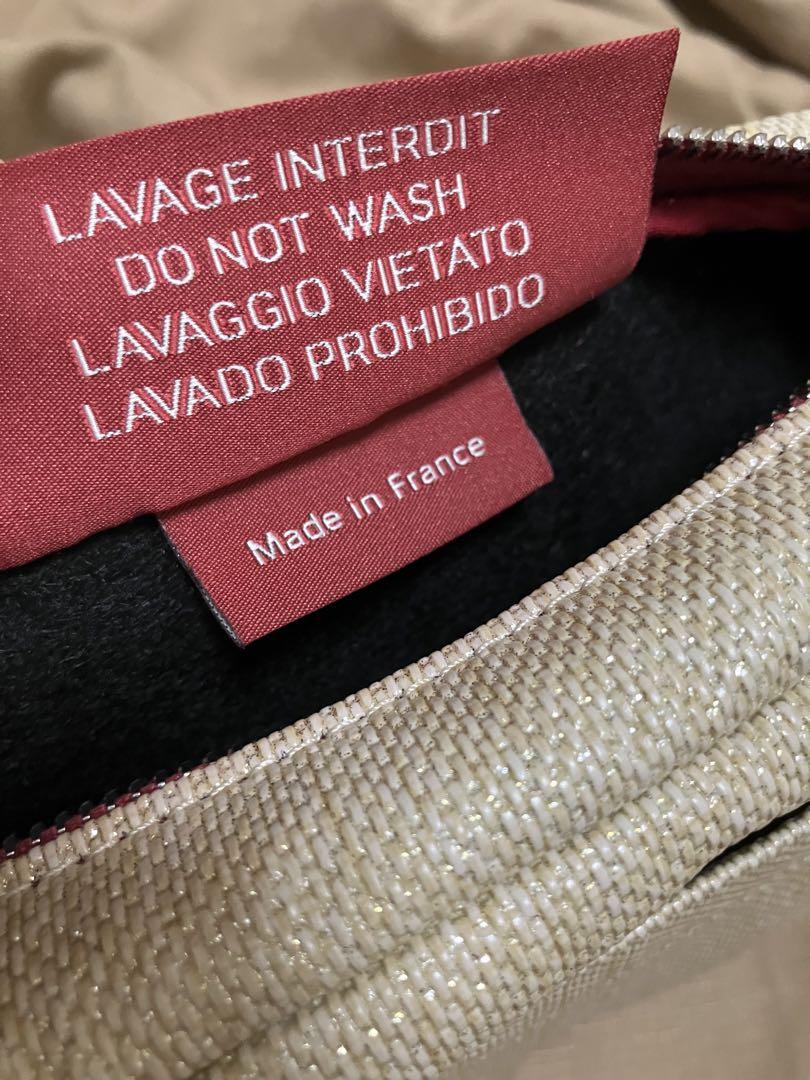 LAVAGE INTERDIT
DO NOT WASH
LAVAGGIO VIETATO
LAVADO PROHIBIDO
Made in France